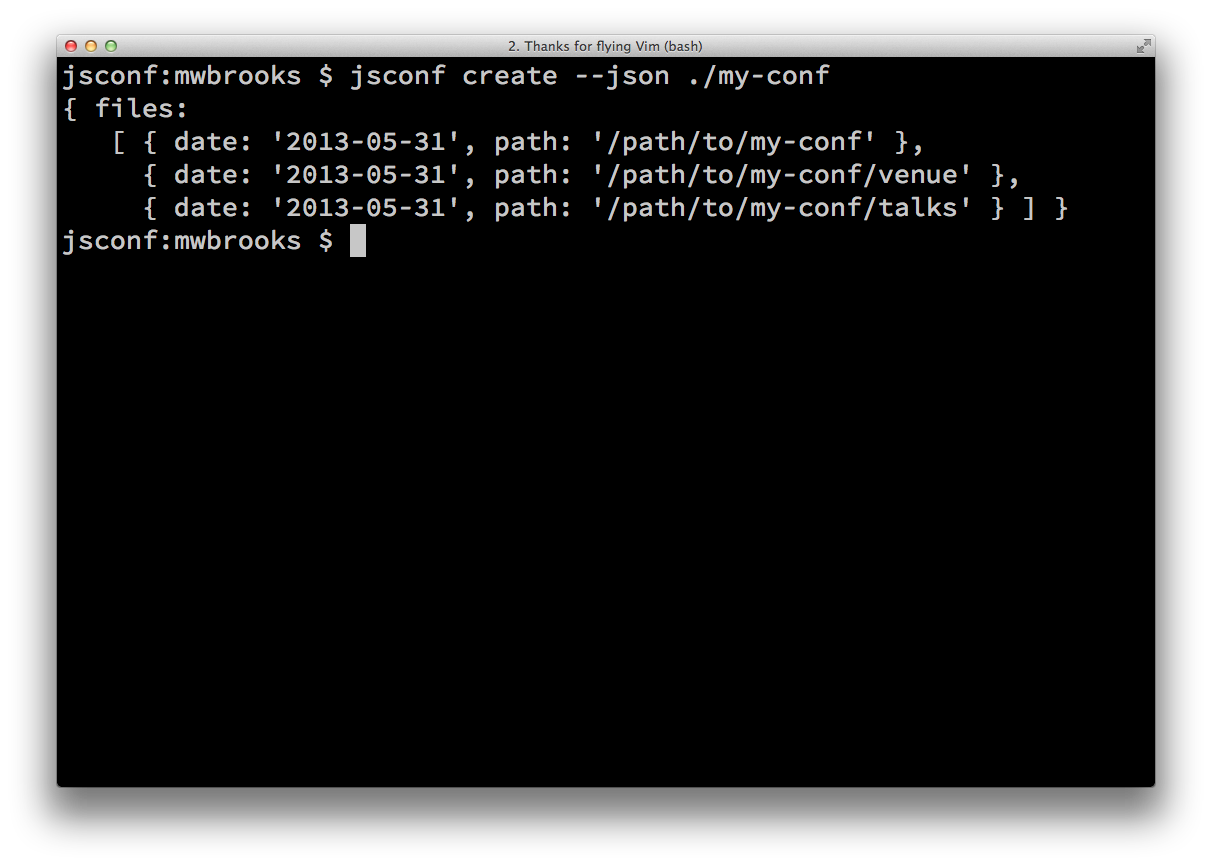 2. Thanks for flying Vim (bash)
jsconf:mwbrooks $ jsconf create --json ./my-conf
{ files:
   [ { date: '2013-05-31', path: '/path/to/my-conf' },
     { date: '2013-05-31', path: '/path/to/my-conf/venue' },
     { date: '2013-05-31', path: '/path/to/my-conf/talks' } ] }
jsconf:mwbrooks $